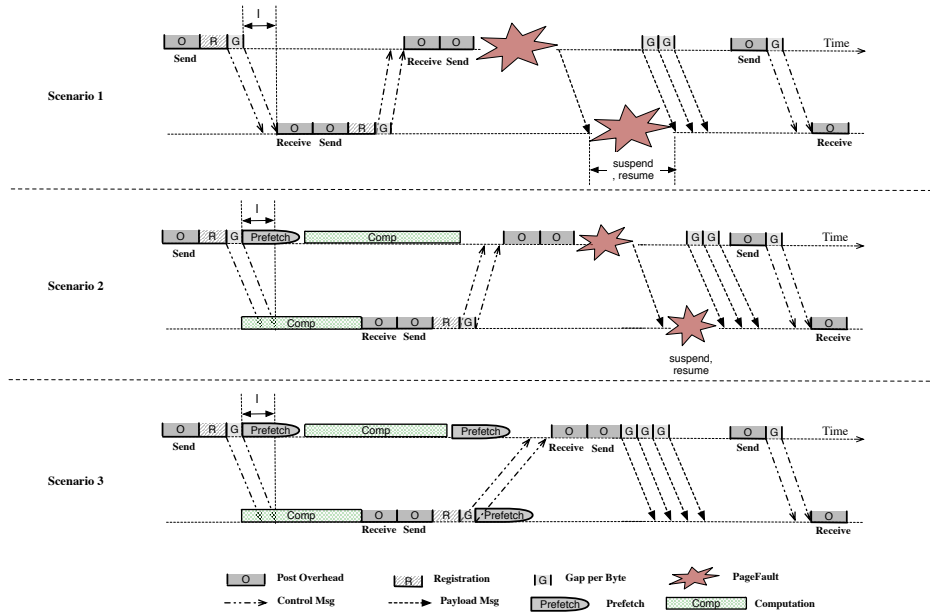 l
O R G O O G G O G Time
Send Receive Send Send
Scenario 1
O O R G O
Receive Send Receive
suspend
, resume
l
O R G Prefetch Comp O O G G O G Time
Send Send
Scenario 2
Comp O O R G O
Receive Send Receive
suspend,
resume
l
O R G Prefetch Comp Prefetch O O G G G O G Time
Send Receive Send Send
Scenario 3
Comp O O R G Prefetch O
Receive Send Receive
O Post Overhead R Registration G Gap per Byte PageFault
Control Msg Payload Msg Prefetch Prefetch Comp Computation